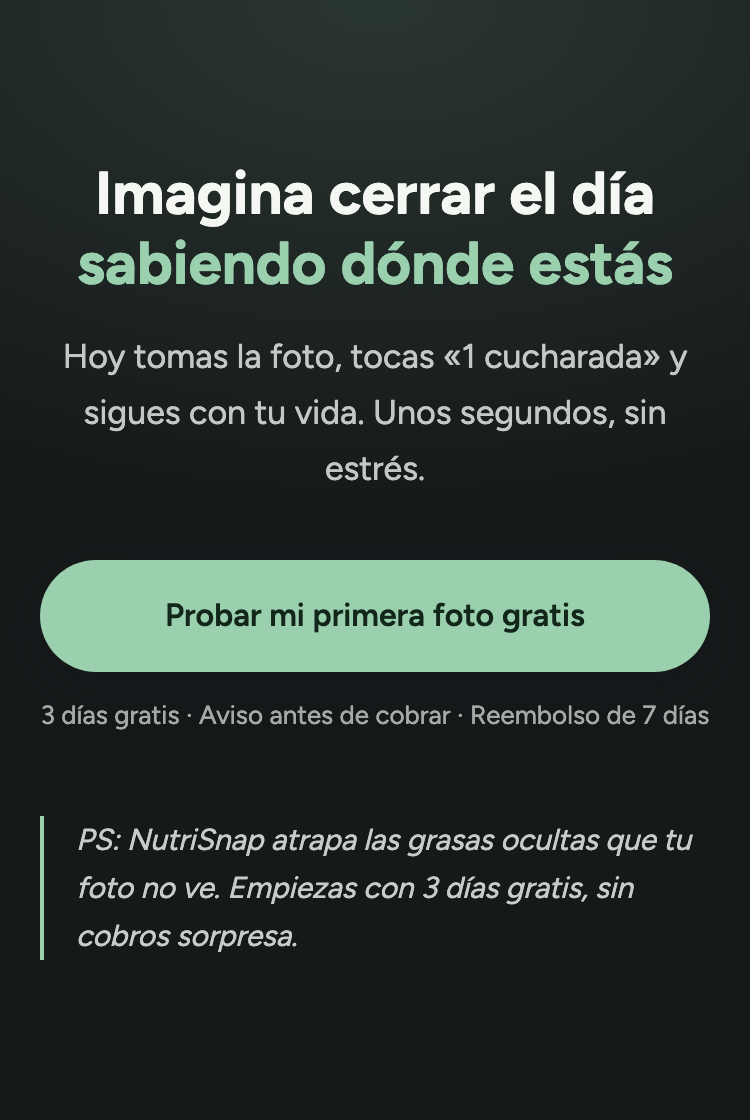 Imagina cerrar el día
sabiendo dónde estás
Hoy tomas la foto, tocas «1 cucharada» y
sigues con tu vida. Unos segundos, sin
estrés.
Probar mi primera foto gratis
3 días gratis · Aviso antes de cobrar · Reembolso de 7 días
PS: NutriSnap atrapa las grasas ocultas que tu
foto no ve. Empiezas con 3 días gratis, sin
cobros sorpresa.